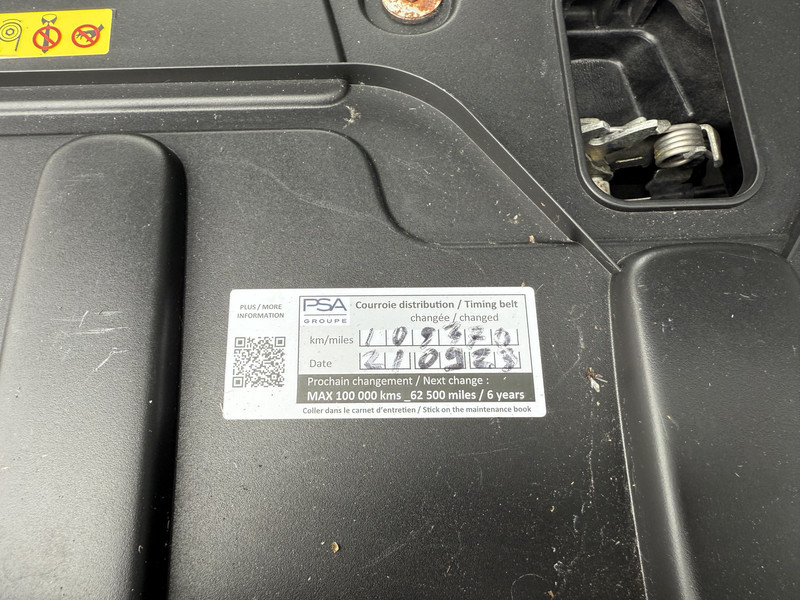 PLUS / MORE
INFORMATION
PSA
GROUPE
Courroie distribution / Timing belt
changée / changed
km/miles 109370
Date 210923
Prochain changement / Next change :
MAX 100 000 kms _62 500 miles / 6 years
Coller dans le carnet d'entretien / Stick on the maintenance book